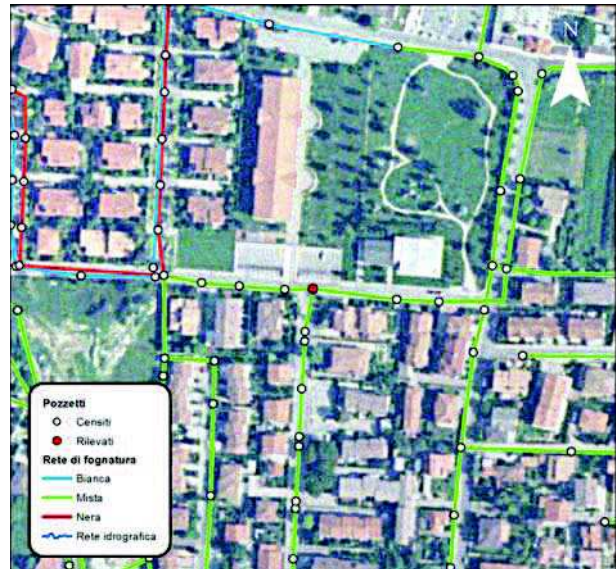 N
Pozzetti
Censiti
Rilevati
Rete di fognatura
Bianca
Mista
Nera
Rete idrografica